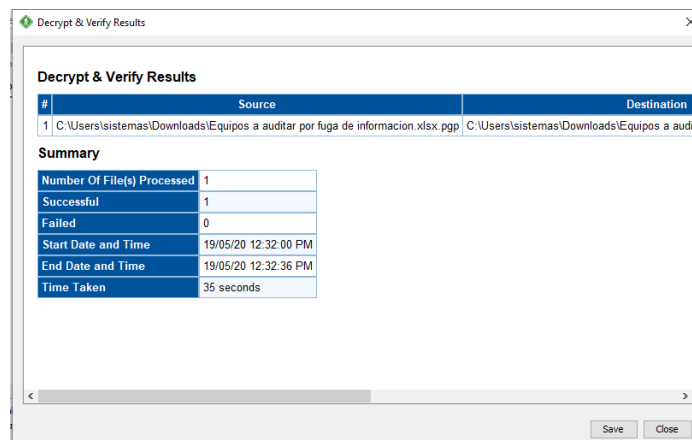 Decrypt & Verify Results
Decrypt & Verify Results
# Source Destination
1 C:\Users\sistemas\Downloads\Equipos a auditar por fuga de informacion.xlsx.pgp C:\Users\sistemas\Downloads\Equipos a audi
Summary
Number Of File(s) Processed 1
Successful 1
Failed 0
Start Date and Time 19/05/20 12:32:00 PM
End Date and Time 19/05/20 12:32:36 PM
Time Taken 35 seconds
Save Close